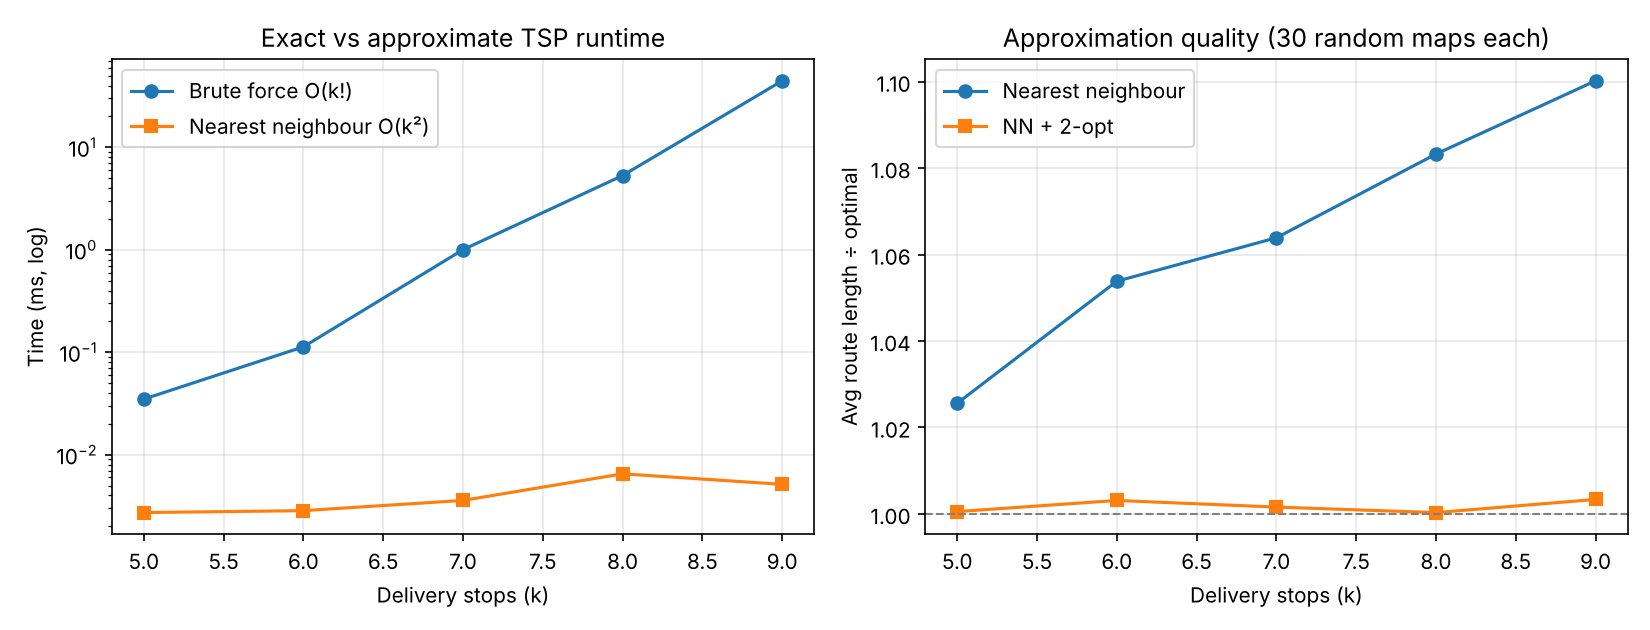 Exact vs approximate TSP runtime
Brute force O(k!)
Nearest neighbour O(k²)
Time (ms, log)
10¹
10⁰
10⁻¹
10⁻²
5.0 5.5 6.0 6.5 7.0 7.5 8.0 8.5 9.0
Delivery stops (k)
Approximation quality (30 random maps each)
Nearest neighbour
NN + 2-opt
Avg route length ÷ optimal
1.10
1.08
1.06
1.04
1.02
1.00
5.0 5.5 6.0 6.5 7.0 7.5 8.0 8.5 9.0
Delivery stops (k)